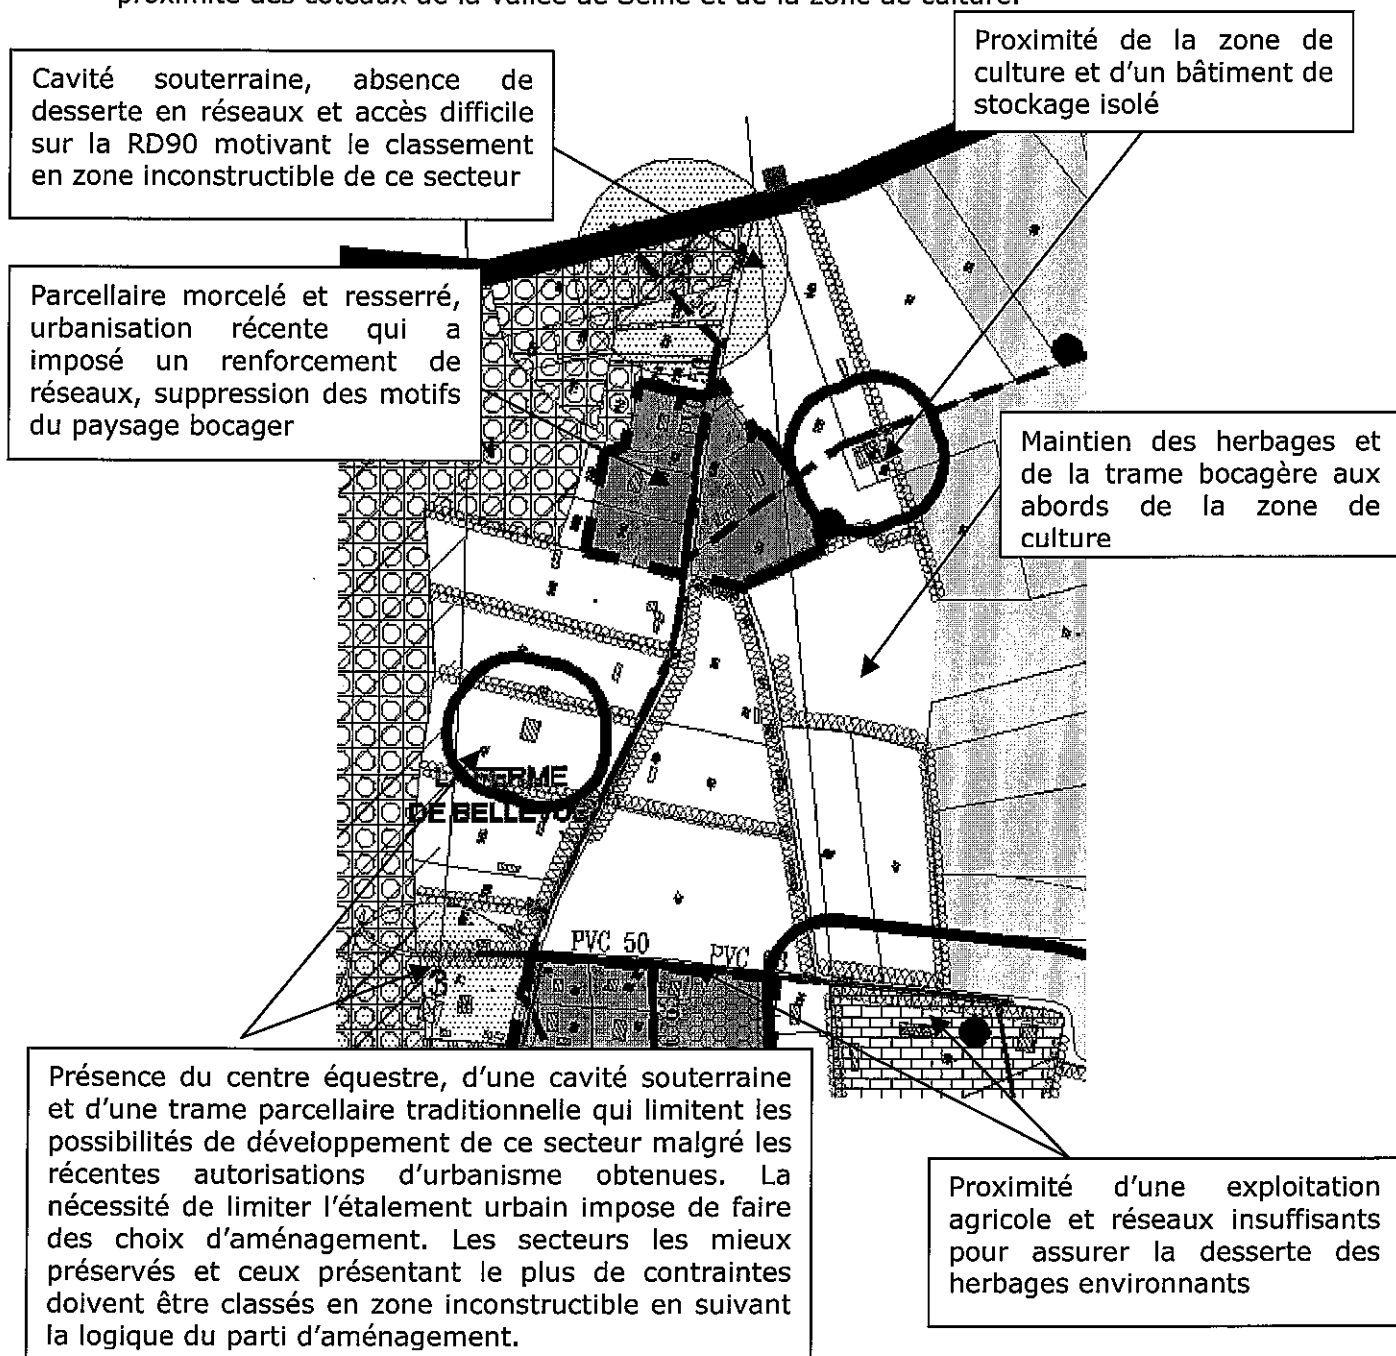 proximité des coteaux de la vallée de Seine et de la zone de culture.
Proximité de la zone de
culture et d'un bâtiment de
stockage isolé
Cavité souterraine, absence de
desserte en réseaux et accès difficile
sur la RD90 motivant le classement
en zone inconstructible de ce secteur
Parcellaire morcelé et resserré,
urbanisation récente qui a
imposé un renforcement de
réseaux, suppression des motifs
du paysage bocager
Maintien des herbages et
de la trame bocagère aux
abords de la zone de
culture
LA FERME
DE BELLEVUE
PVC 50
PVC
3
Présence du centre équestre, d'une cavité souterraine
et d'une trame parcellaire traditionnelle qui limitent les
possibilités de développement de ce secteur malgré les
récentes autorisations d'urbanisme obtenues. La
nécessité de limiter l'étalement urbain impose de faire
des choix d'aménagement. Les secteurs les mieux
préservés et ceux présentant le plus de contraintes
doivent être classés en zone inconstructible en suivant
la logique du parti d'aménagement.
Proximité d'une exploitation
agricole et réseaux insuffisants
pour assurer la desserte des
herbages environnants